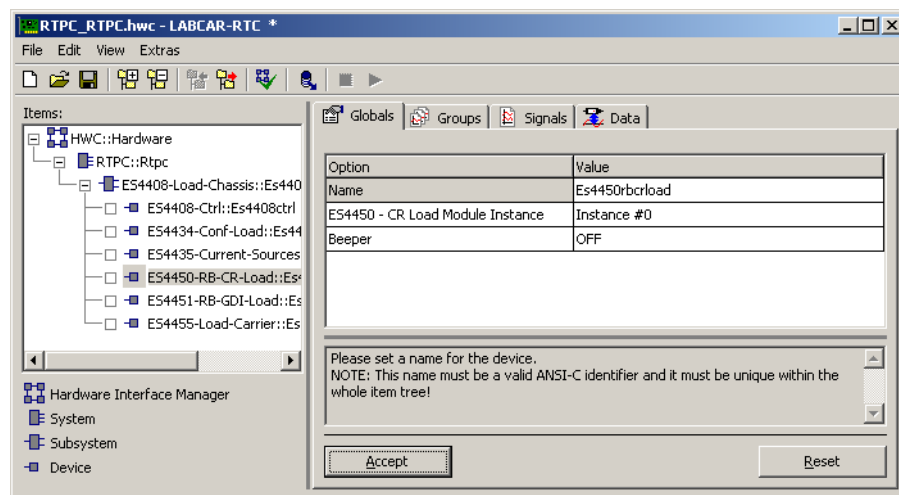 RTPC_RTPC.hwc - LABCAR-RTC *
File Edit View Extras
Items:
HWC::Hardware
RTPC::Rtpc
ES4408-Load-Chassis::Es440
ES4408-Ctrl::Es4408ctrl
ES4434-Conf-Load::Es44
ES4435-Current-Sources
ES4450-RB-CR-Load::Es4
ES4451-RB-GDI-Load::Es
ES4455-Load-Carrier::Es
Hardware Interface Manager
System
Subsystem
Device
Globals Groups Signals Data
Option Value
Name Es4450rbcrload
ES4450 - CR Load Module Instance Instance #0
Beeper OFF
Please set a name for the device.
NOTE: This name must be a valid ANSI-C identifier and it must be unique within the
whole item tree!
Accept Reset